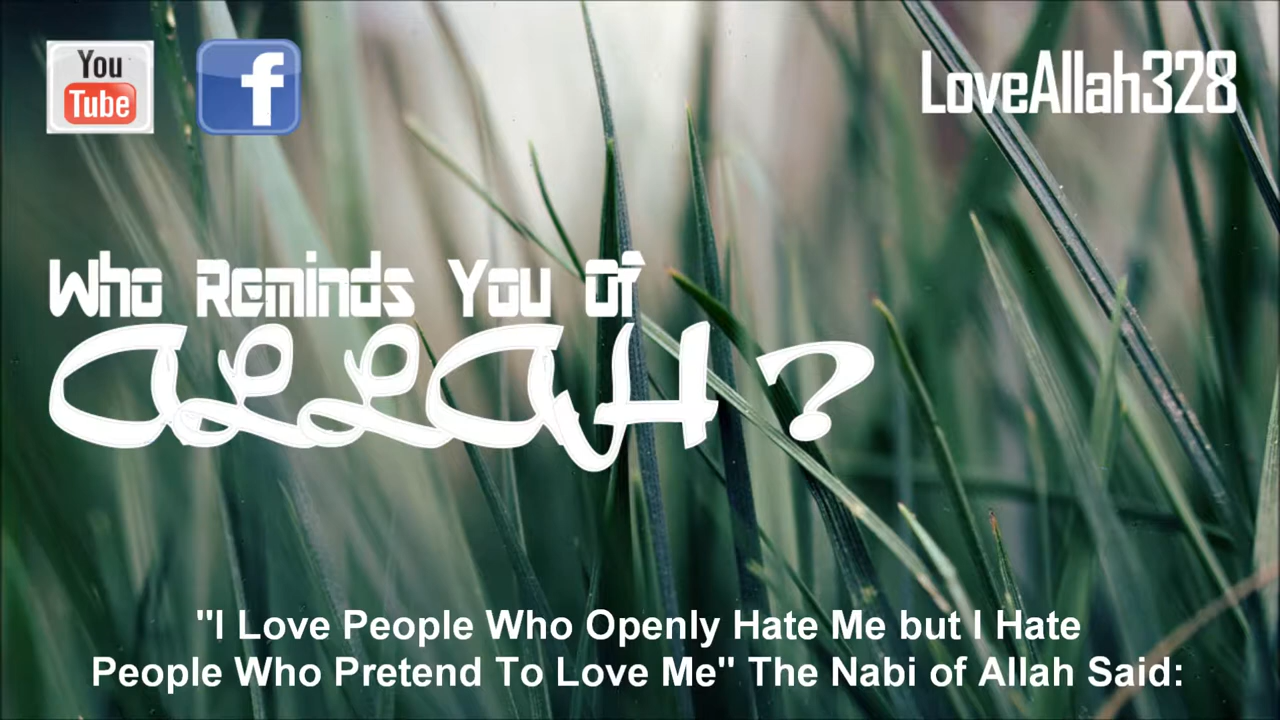 You
Tube
f
LoveAllah328
Who Reminds You Of
ALLAH?
"I Love People Who Openly Hate Me but I Hate
People Who Pretend To Love Me" The Nabi of Allah Said: